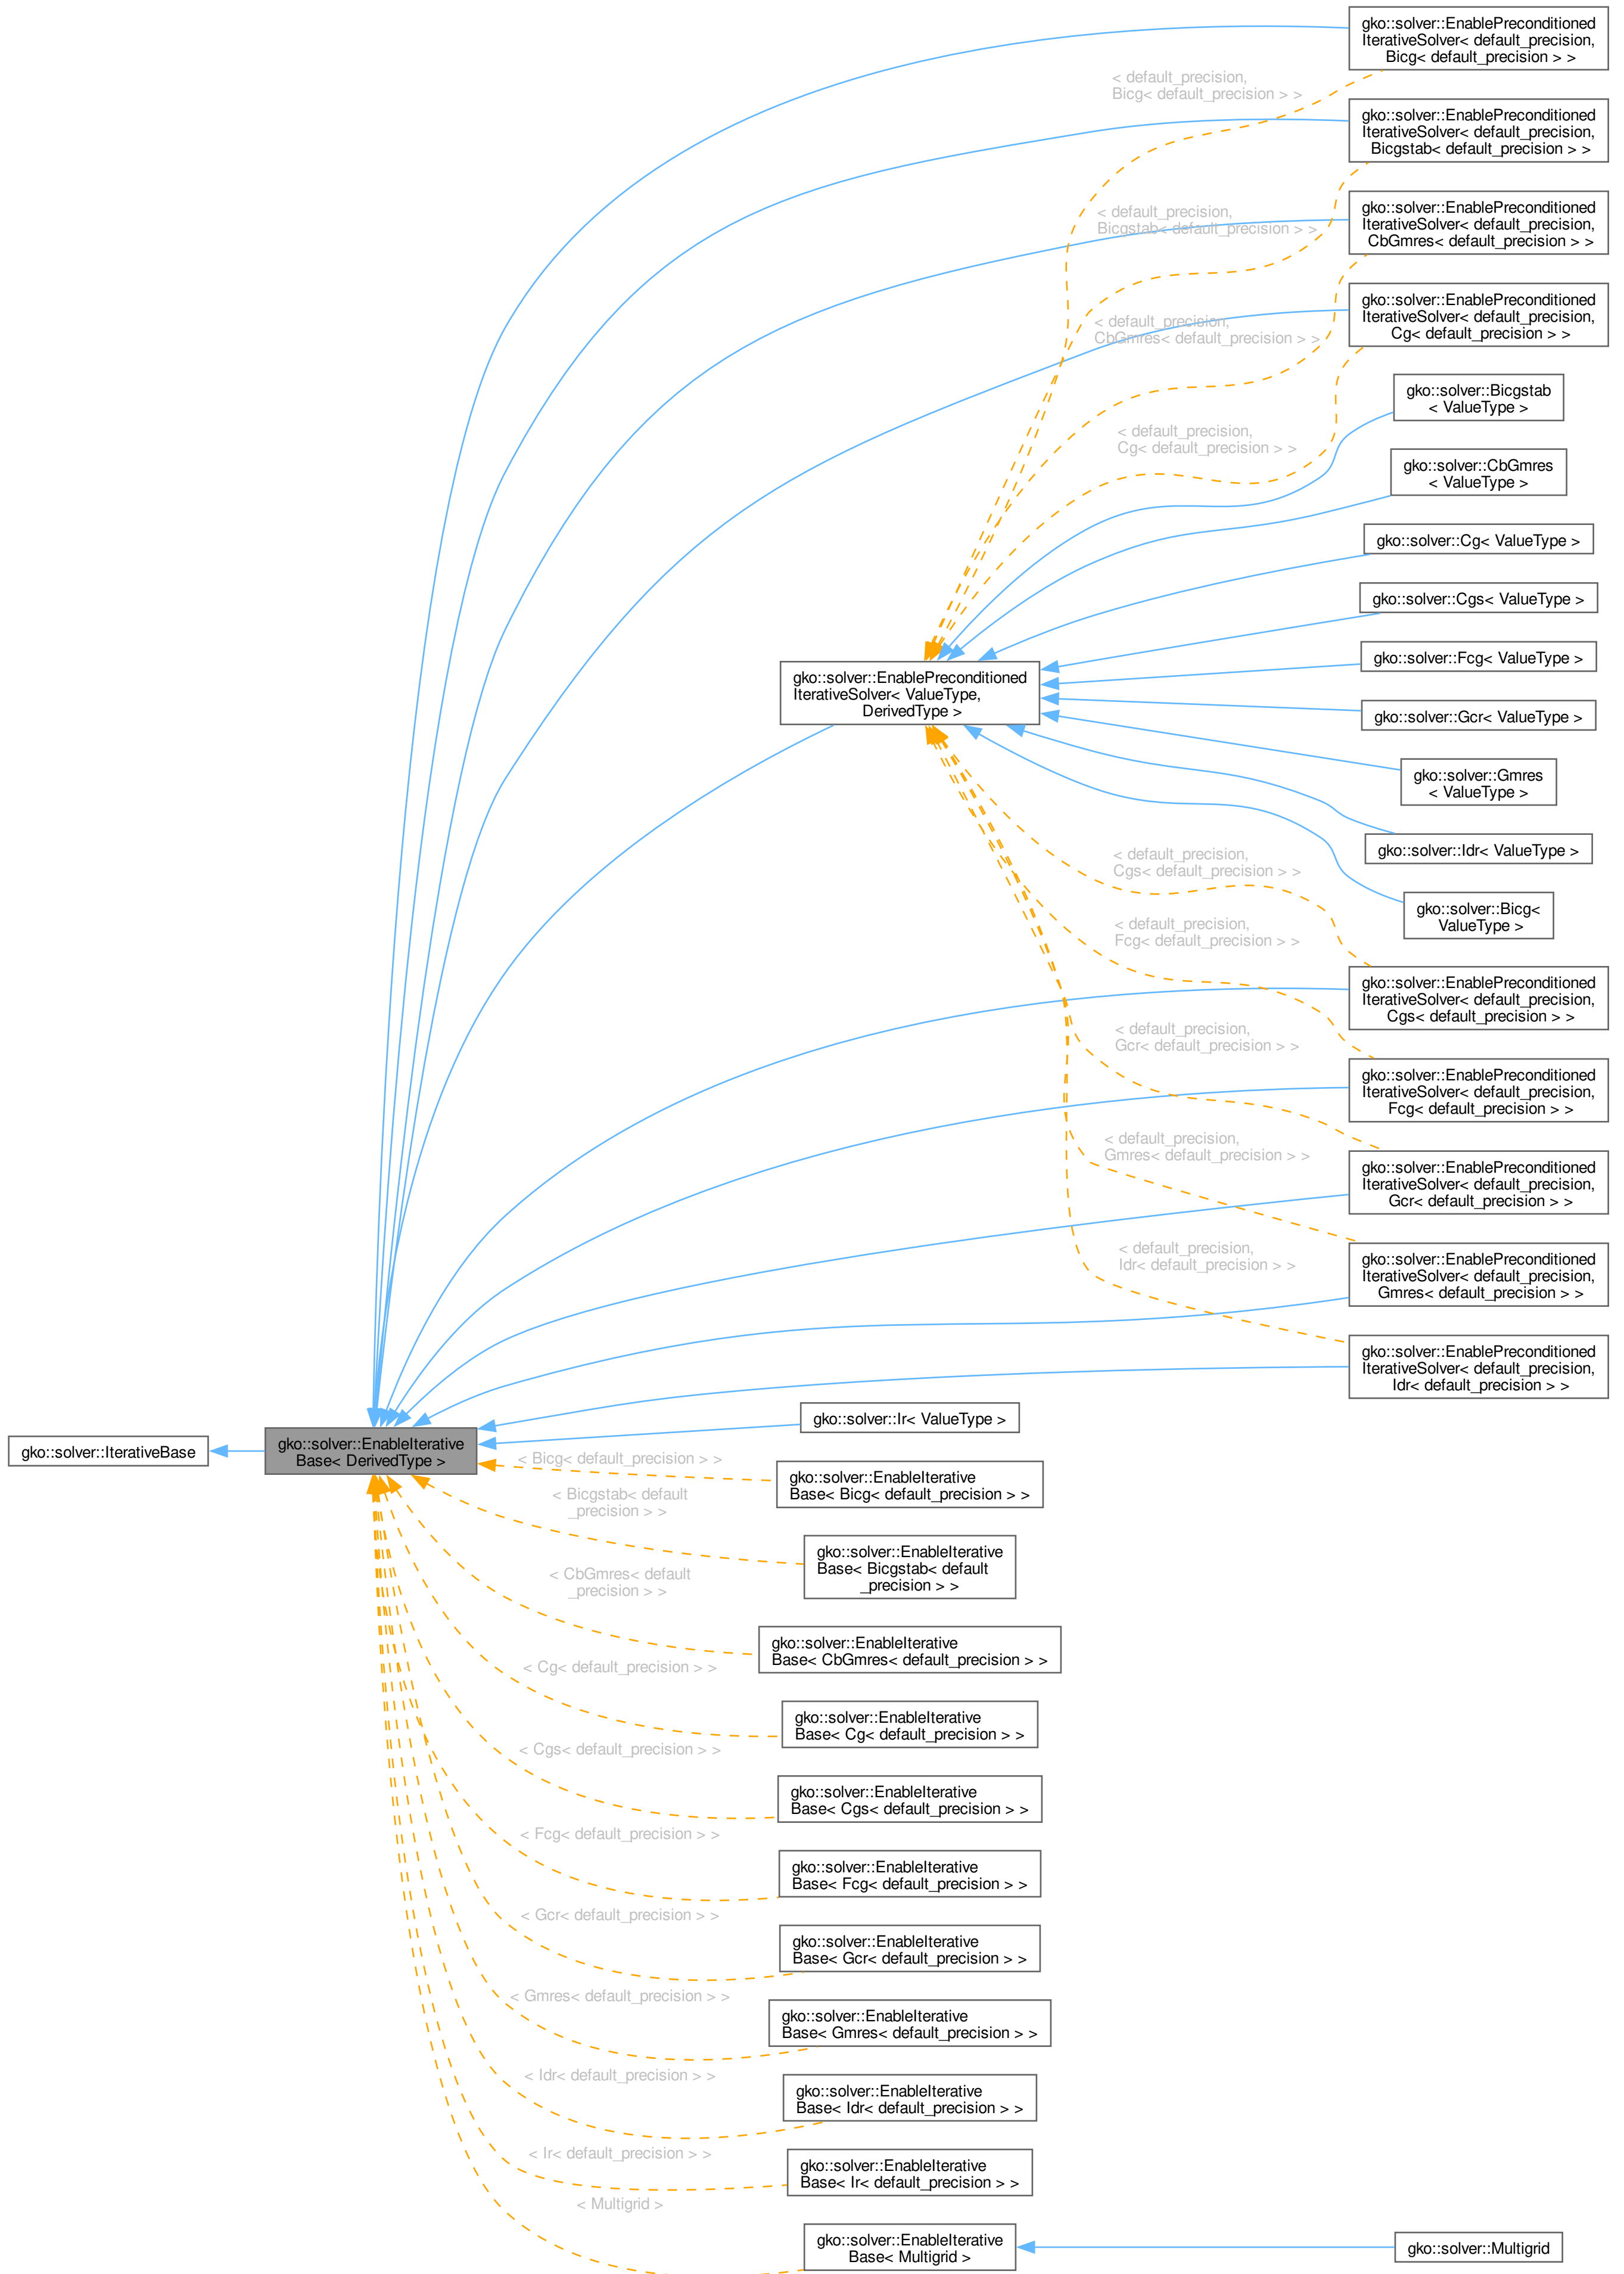 gko::solver::EnablePreconditioned
IterativeSolver< default_precision,
Bicg< default_precision > >
< default_precision,
Bicg< default_precision > >
gko::solver::EnablePreconditioned
IterativeSolver< default_precision,
Bicgstab< default_precision > >
< default_precision,
Bicgstab< default_precision > >
gko::solver::EnablePreconditioned
IterativeSolver< default_precision,
CbGmres< default_precision > >
< default_precision,
CbGmres< default_precision > >
gko::solver::EnablePreconditioned
IterativeSolver< default_precision,
Cg< default_precision > >
gko::solver::Bicgstab
< ValueType >
< default_precision,
Cg< default_precision > >
gko::solver::CbGmres
< ValueType >
gko::solver::Cg< ValueType >
gko::solver::Cgs< ValueType >
gko::solver::Fcg< ValueType >
gko::solver::EnablePreconditioned
IterativeSolver< ValueType,
DerivedType >
gko::solver::Gcr< ValueType >
gko::solver::Gmres
< ValueType >
gko::solver::Idr< ValueType >
< default_precision,
Cgs< default_precision > >
gko::solver::Bicg<
ValueType >
< default_precision,
Fcg< default_precision > >
gko::solver::EnablePreconditioned
IterativeSolver< default_precision,
Cgs< default_precision > >
< default_precision,
Gcr< default_precision > >
gko::solver::EnablePreconditioned
IterativeSolver< default_precision,
Fcg< default_precision > >
< default_precision,
Gmres< default_precision > >
gko::solver::EnablePreconditioned
IterativeSolver< default_precision,
Gcr< default_precision > >
< default_precision,
Idr< default_precision > >
gko::solver::EnablePreconditioned
IterativeSolver< default_precision,
Gmres< default_precision > >
gko::solver::EnablePreconditioned
IterativeSolver< default_precision,
Idr< default_precision > >
gko::solver::IterativeBase
gko::solver::EnableIterative
Base< DerivedType >
gko::solver::Ir< ValueType >
< Bicg< default_precision > >
gko::solver::EnableIterative
Base< Bicg< default_precision > >
< Bicgstab< default
_precision > >
gko::solver::EnableIterative
Base< Bicgstab< default
_precision > >
< CbGmres< default
_precision > >
gko::solver::EnableIterative
Base< CbGmres< default_precision > >
< Cg< default_precision > >
gko::solver::EnableIterative
Base< Cg< default_precision > >
< Cgs< default_precision > >
gko::solver::EnableIterative
Base< Cgs< default_precision > >
< Fcg< default_precision > >
gko::solver::EnableIterative
Base< Fcg< default_precision > >
< Gcr< default_precision > >
gko::solver::EnableIterative
Base< Gcr< default_precision > >
< Gmres< default_precision > >
gko::solver::EnableIterative
Base< Gmres< default_precision > >
< Idr< default_precision > >
gko::solver::EnableIterative
Base< Idr< default_precision > >
< Ir< default_precision > >
gko::solver::EnableIterative
Base< Ir< default_precision > >
< Multigrid >
gko::solver::EnableIterative
Base< Multigrid >
gko::solver::Multigrid